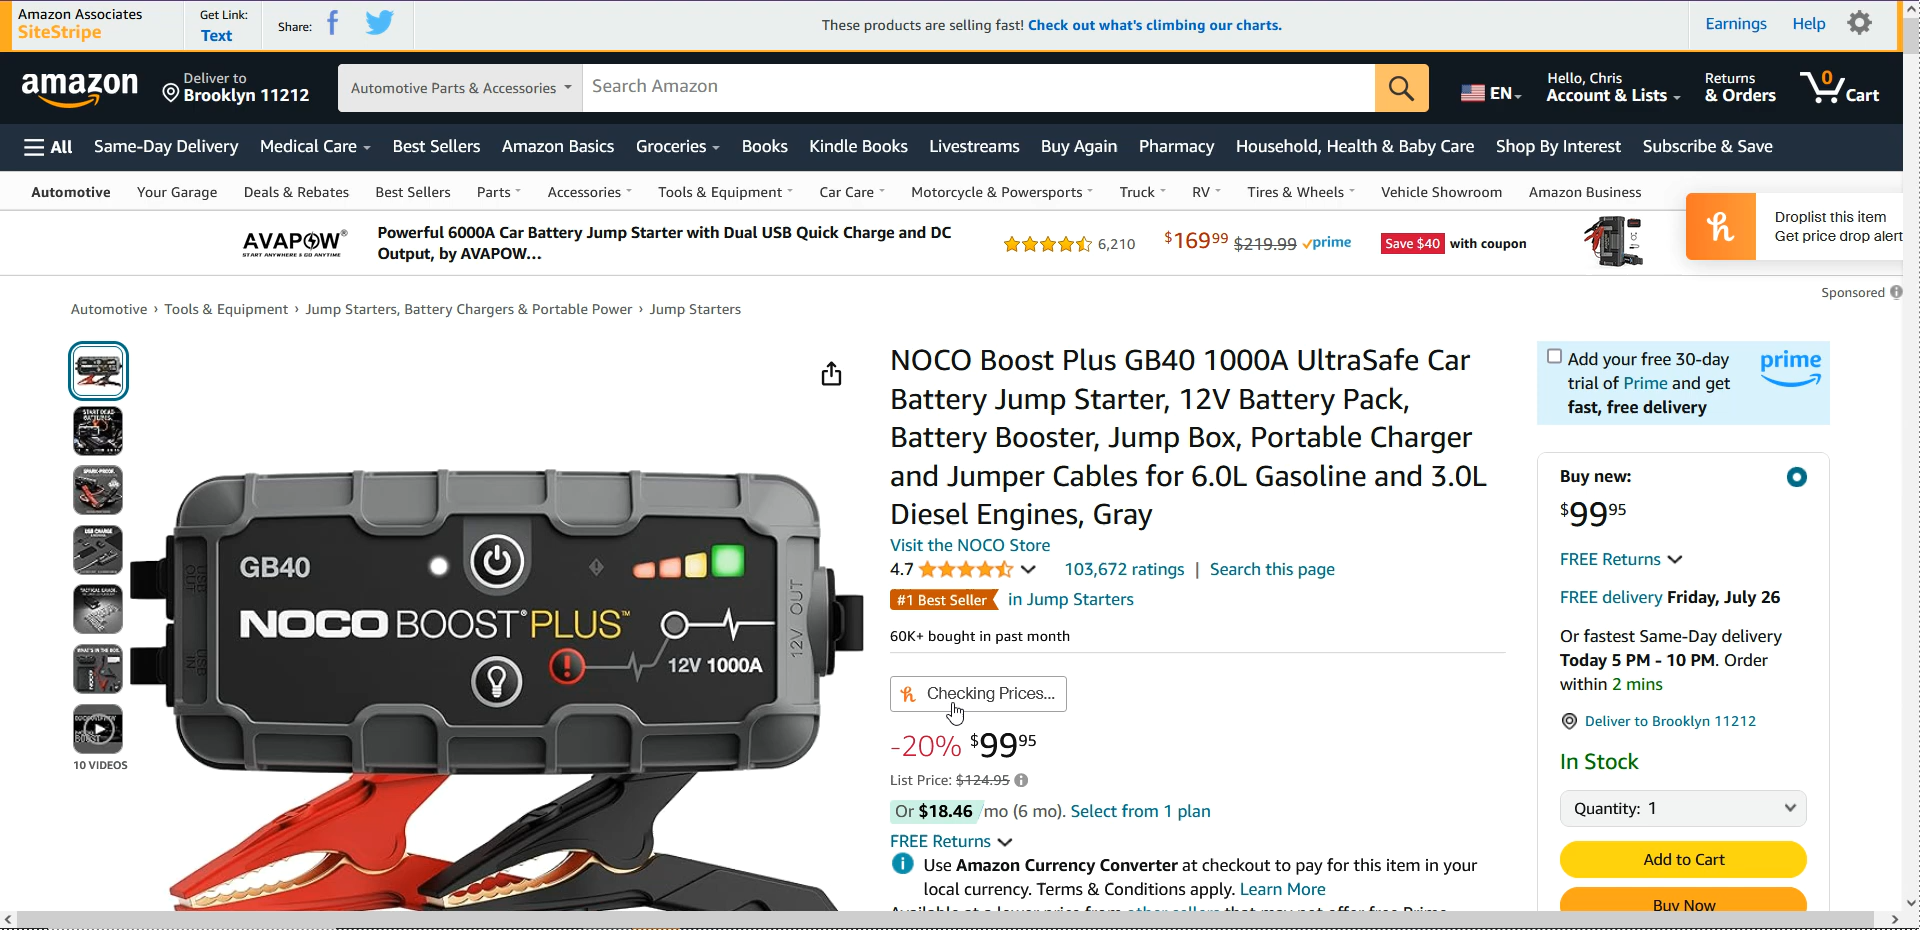 Amazon Associates
SiteStripe
Get Link:
Text
Share:
These products are selling fast! Check out what's climbing our charts.
Earnings
Help
amazon
Deliver to
Brooklyn 11212
Automotive Parts & Accessories
Search Amazon
EN
Hello, Chris
Account & Lists
Returns
& Orders
0
Cart
All
Same-Day Delivery
Medical Care
Best Sellers
Amazon Basics
Groceries
Books
Kindle Books
Livestreams
Buy Again
Pharmacy
Household, Health & Baby Care
Shop By Interest
Subscribe & Save
Automotive
Your Garage
Deals & Rebates
Best Sellers
Parts
Accessories
Tools & Equipment
Car Care
Motorcycle & Powersports
Truck
RV
Tires & Wheels
Vehicle Showroom
Amazon Business
Droplist this item
Get price drop alert
AVAPOW®
START ANYWHERE & GO ANYTIME
Powerful 6000A Car Battery Jump Starter with Dual USB Quick Charge and DC
Output, by AVAPOW...
6,210
$16999 $219.99 prime
Save $40 with coupon
Sponsored
Automotive › Tools & Equipment › Jump Starters, Battery Chargers & Portable Power › Jump Starters
10 VIDEOS
GB40
NOCO BOOST PLUS™
12V 1000A
12V OUT
USB OUT
USB IN
NOCO Boost Plus GB40 1000A UltraSafe Car
Battery Jump Starter, 12V Battery Pack,
Battery Booster, Jump Box, Portable Charger
and Jumper Cables for 6.0L Gasoline and 3.0L
Diesel Engines, Gray
Visit the NOCO Store
4.7
103,672 ratings | Search this page
#1 Best Seller in Jump Starters
60K+ bought in past month
Checking Prices...
-20% $9995
List Price: $124.95
Or $18.46 /mo (6 mo). Select from 1 plan
FREE Returns
Use Amazon Currency Converter at checkout to pay for this item in your
local currency. Terms & Conditions apply. Learn More
Add your free 30-day
trial of Prime and get
fast, free delivery
prime
Buy new:
$9995
FREE Returns
FREE delivery Friday, July 26
Or fastest Same-Day delivery
Today 5 PM - 10 PM. Order
within 2 mins
Deliver to Brooklyn 11212
In Stock
Quantity: 1
Add to Cart
Buy Now